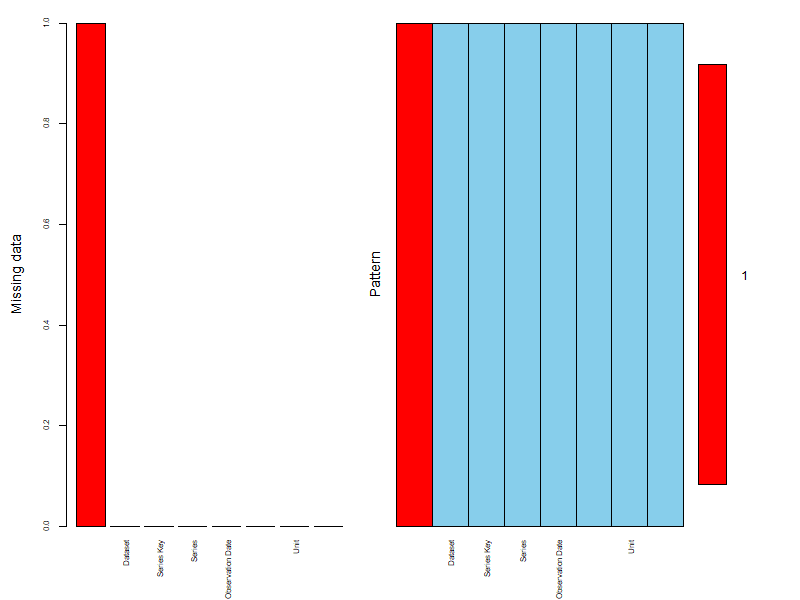 Missing data
1.0
0.8
0.6
0.4
0.2
0.0
Dataset
Series Key
Series
Observation Date
Unit
Pattern
Dataset
Series Key
Series
Observation Date
Unit
1